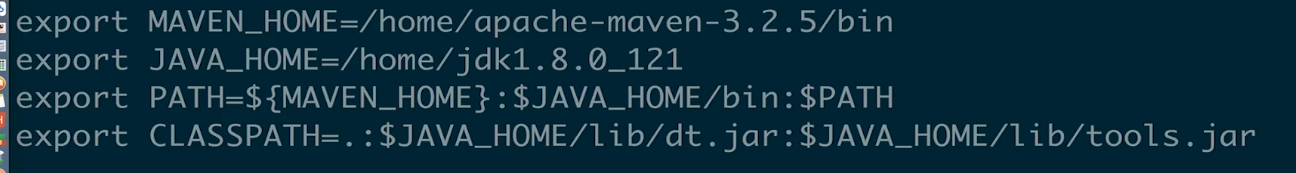 export MAVEN_HOME=/home/apache-maven-3.2.5/bin
export JAVA_HOME=/home/jdk1.8.0_121
export PATH=${MAVEN_HOME}:$JAVA_HOME/bin:$PATH
export CLASSPATH=.:$JAVA_HOME/lib/dt.jar:$JAVA_HOME/lib/tools.jar